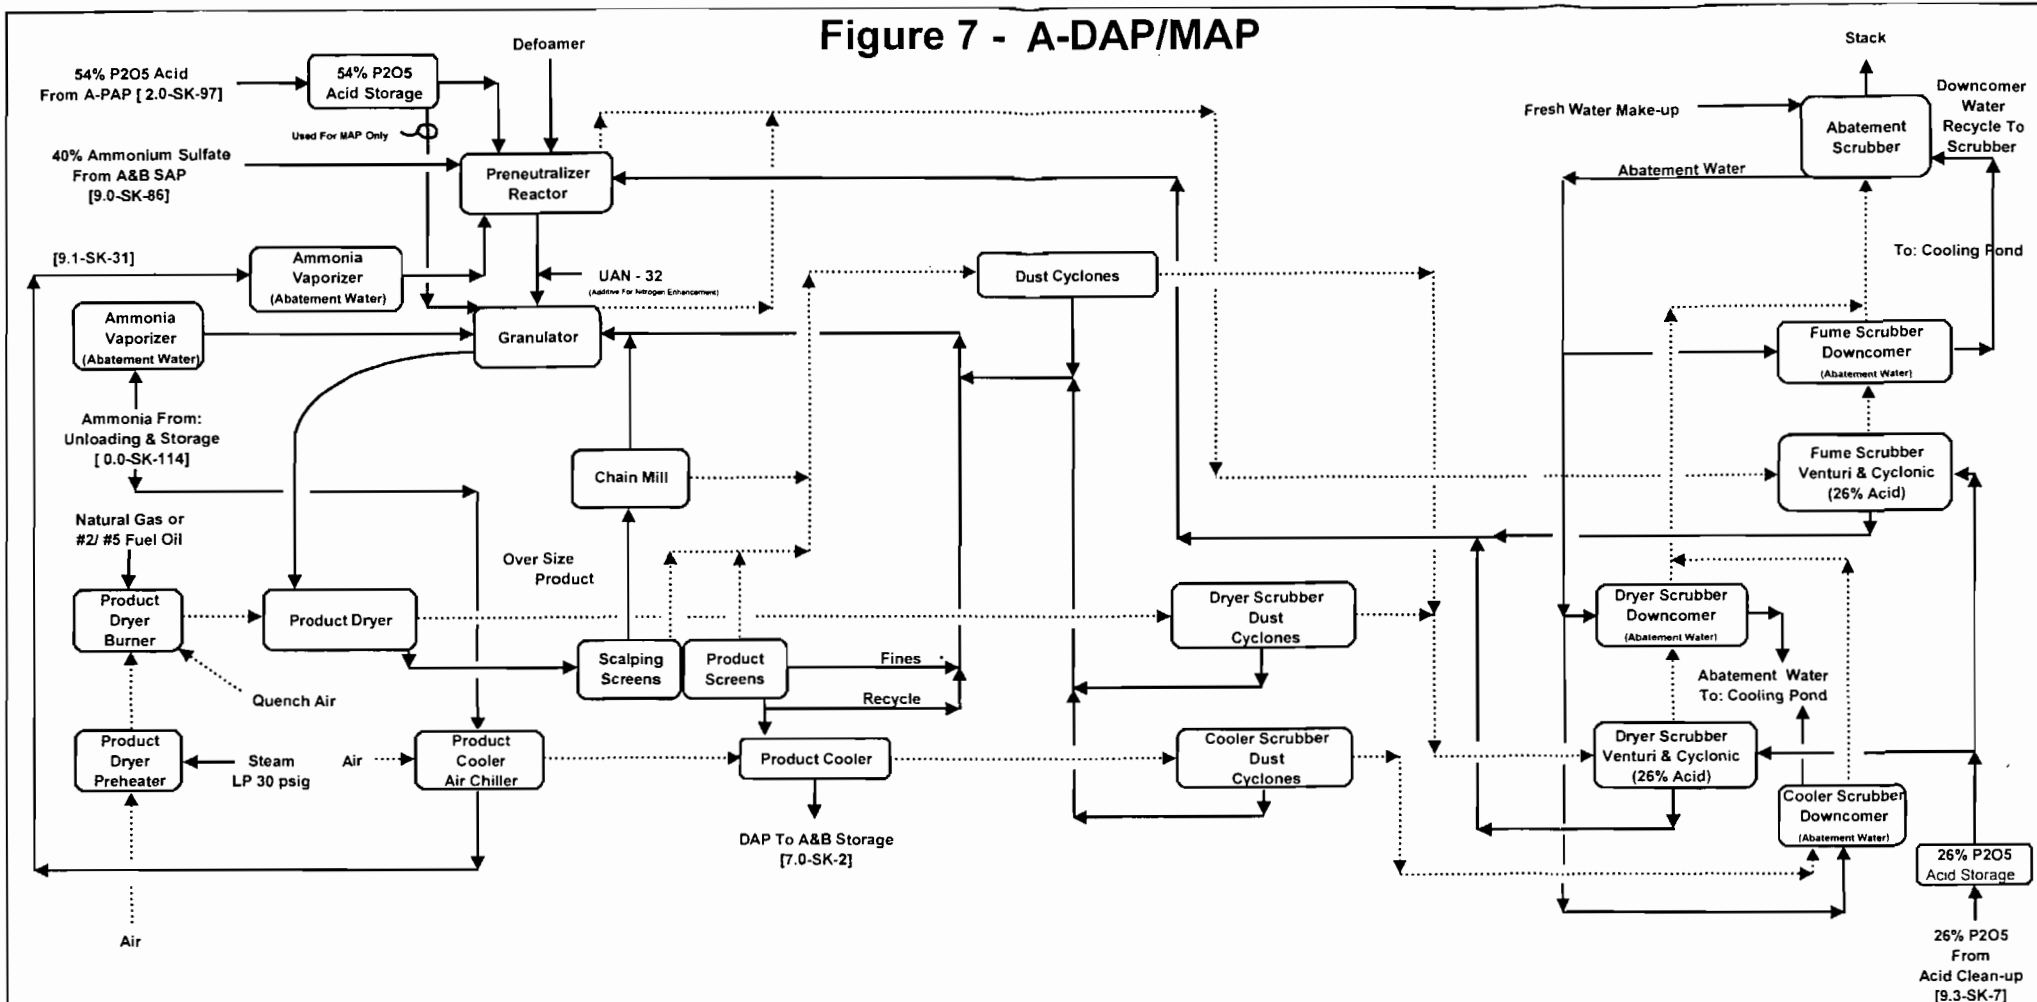 Figure 7 - A-DAP/MAP
Defoamer
54% P2O5 Acid
From A-PAP [ 2.0-SK-97]
54% P2O5
Acid Storage
Used For MAP Only
40% Ammonium Sulfate
From A&B SAP
[9.0-SK-86]
Preneutralizer
Reactor
[9.1-SK-31]
Ammonia
Vaporizer
(Abatement Water)
UAN - 32
(Additive For Nitrogen Enhancement)
Ammonia
Vaporizer
(Abatement Water)
Granulator
Dust Cyclones
Ammonia From:
Unloading & Storage
[ 0.0-SK-114]
Chain Mill
Natural Gas or
#2/ #5 Fuel Oil
Over Size
Product
Product
Dryer
Burner
Product Dryer
Scalping
Screens
Product
Screens
Fines
Recycle
Dryer Scrubber
Dust
Cyclones
Quench Air
Product
Dryer
Preheater
Steam
LP 30 psig
Air
Product
Cooler
Air Chiller
Product Cooler
Cooler Scrubber
Dust
Cyclones
DAP To A&B Storage
[7.0-SK-2]
Air
Stack
Fresh Water Make-up
Abatement
Scrubber
Downcomer
Water
Recycle To
Scrubber
Abatement Water
To: Cooling Pond
Fume Scrubber
Downcomer
(Abatement Water)
Fume Scrubber
Venturi & Cyclonic
(26% Acid)
Dryer Scrubber
Downcomer
(Abatement Water)
Abatement Water
To: Cooling Pond
Dryer Scrubber
Venturi & Cyclonic
(26% Acid)
Cooler Scrubber
Downcomer
(Abatement Water)
26% P2O5
Acid Storage
26% P2O5
From
Acid Clean-up
[9.3-SK-7]